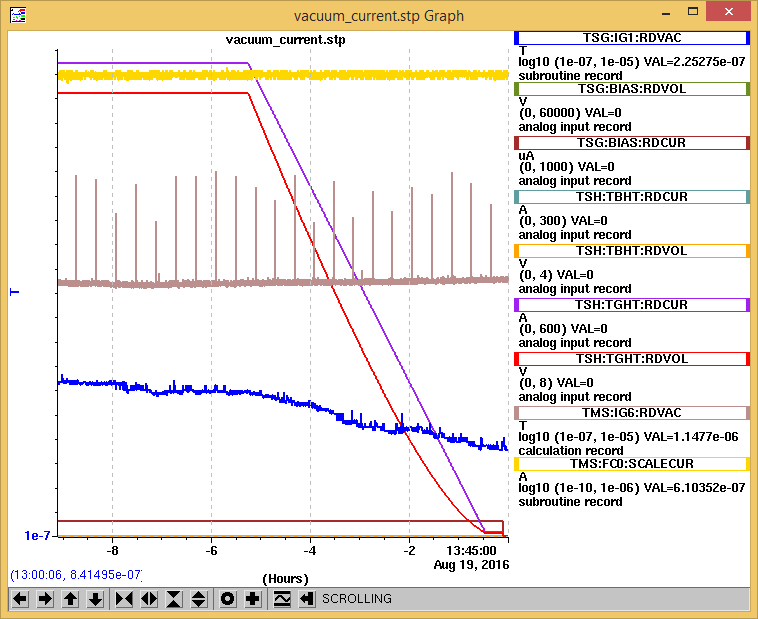 vacuum_current.stp Graph
vacuum_current.stp
TSG:IG1:RDVAC
T
log10 (1e-07, 1e-05) VAL=2.25275e-07
subroutine record
TSG:BIAS:RDVOL
V
(0, 60000) VAL=0
analog input record
TSG:BIAS:RDCUR
uA
(0, 1000) VAL=0
analog input record
TSH:TBHT:RDCUR
A
(0, 300) VAL=0
analog input record
TSH:TBHT:RDVOL
V
(0, 4) VAL=0
analog input record
TSH:TGHT:RDCUR
A
(0, 600) VAL=0
analog input record
TSH:TGHT:RDVOL
V
(0, 8) VAL=0
analog input record
TMS:IG6:RDVAC
T
log10 (1e-07, 1e-05) VAL=1.1477e-06
calculation record
TMS:FC0:SCALECUR
A
log10 (1e-10, 1e-06) VAL=6.10352e-07
subroutine record
T
1e-7
-8 -6 -4 -2 13:45:00
Aug 19, 2016
(Hours)
(13:00:06, 8.41495e-07)
SCROLLING